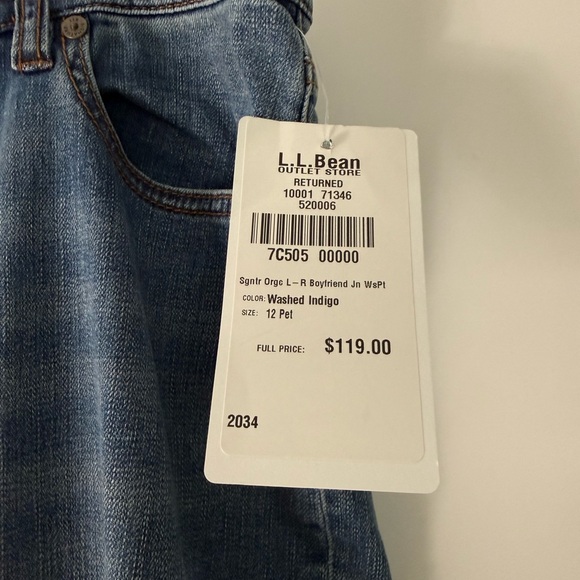 L.L.Bean
OUTLET STORE
RETURNED
10001 71346
520006
7C505 00000
Sgntr Orgc L-R Boyfriend Jn WsPt
COLOR: Washed Indigo
SIZE: 12 Pet
FULL PRICE: $119.00
2034